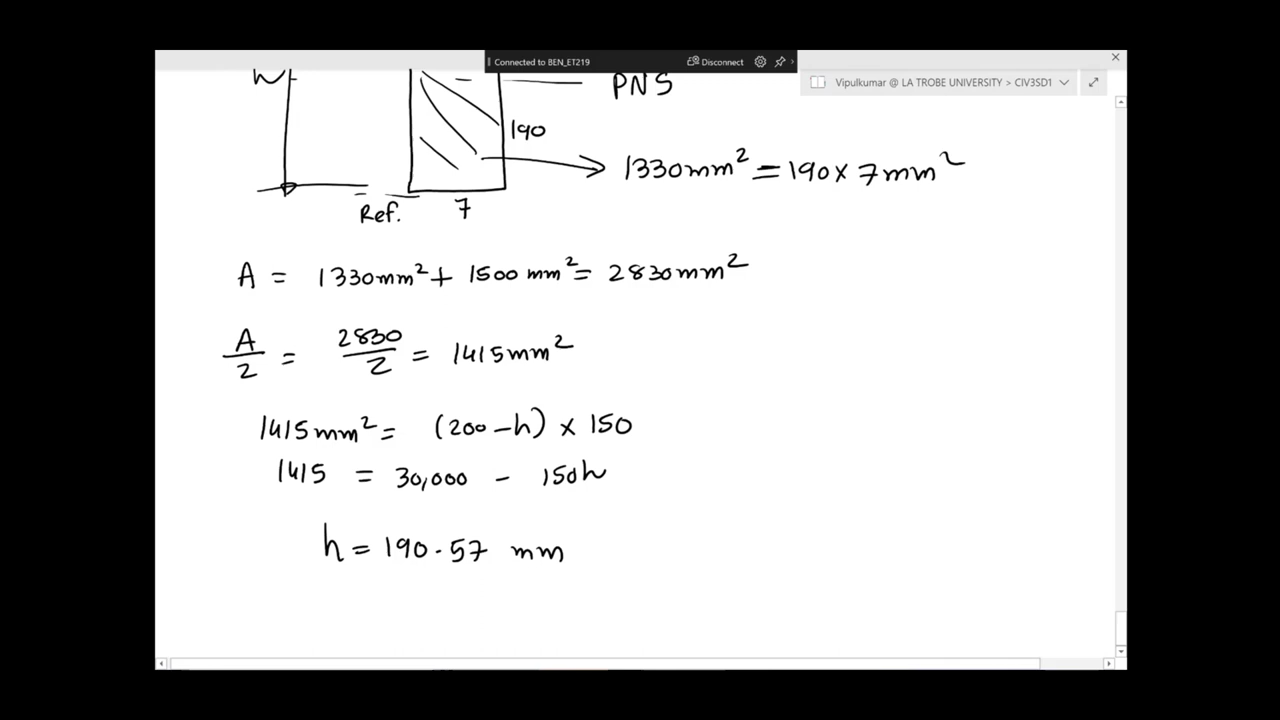 Connected to BEN_ET219 Disconnect
Vipulkumar @ LA TROBE UNIVERSITY > CIV3SD1
h
PNS
190
1330mm² = 190 × 7mm²
Ref. 7
A = 1330mm² + 1500 mm² = 2830mm²
A/2 = 2830/2 = 1415mm²
1415mm² = (200 - h) × 150
1415 = 30,000 - 150h
h = 190.57 mm